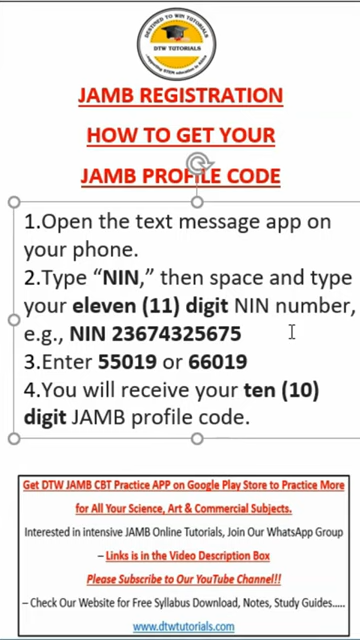 DESTINED TO WIN TUTORIALS
DTW TUTORIALS
JAMB REGISTRATION
HOW TO GET YOUR
JAMB PROFILE CODE
1.Open the text message app on
your phone.
2.Type “NIN,” then space and type
your eleven (11) digit NIN number,
e.g., NIN 23674325675
3.Enter 55019 or 66019
4.You will receive your ten (10)
digit JAMB profile code.
Get DTW JAMB CBT Practice APP on Google Play Store to Practice More
for All Your Science, Art & Commercial Subjects.
Interested in intensive JAMB Online Tutorials, Join Our WhatsApp Group
– Links is in the Video Description Box
Please Subscribe to Our YouTube Channel!!
– Check Our Website for Free Syllabus Download, Notes, Study Guides.....
www.dtwtutorials.com